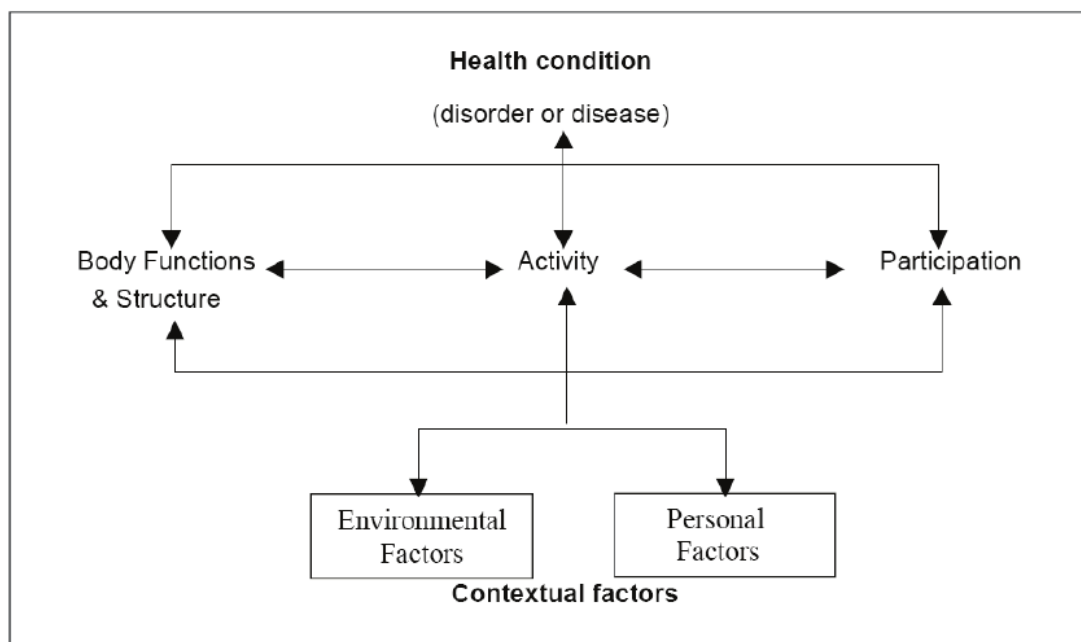 Health condition
(disorder or disease)
Body Functions
& Structure
Activity
Participation
Environmental
Factors
Personal
Factors
Contextual factors